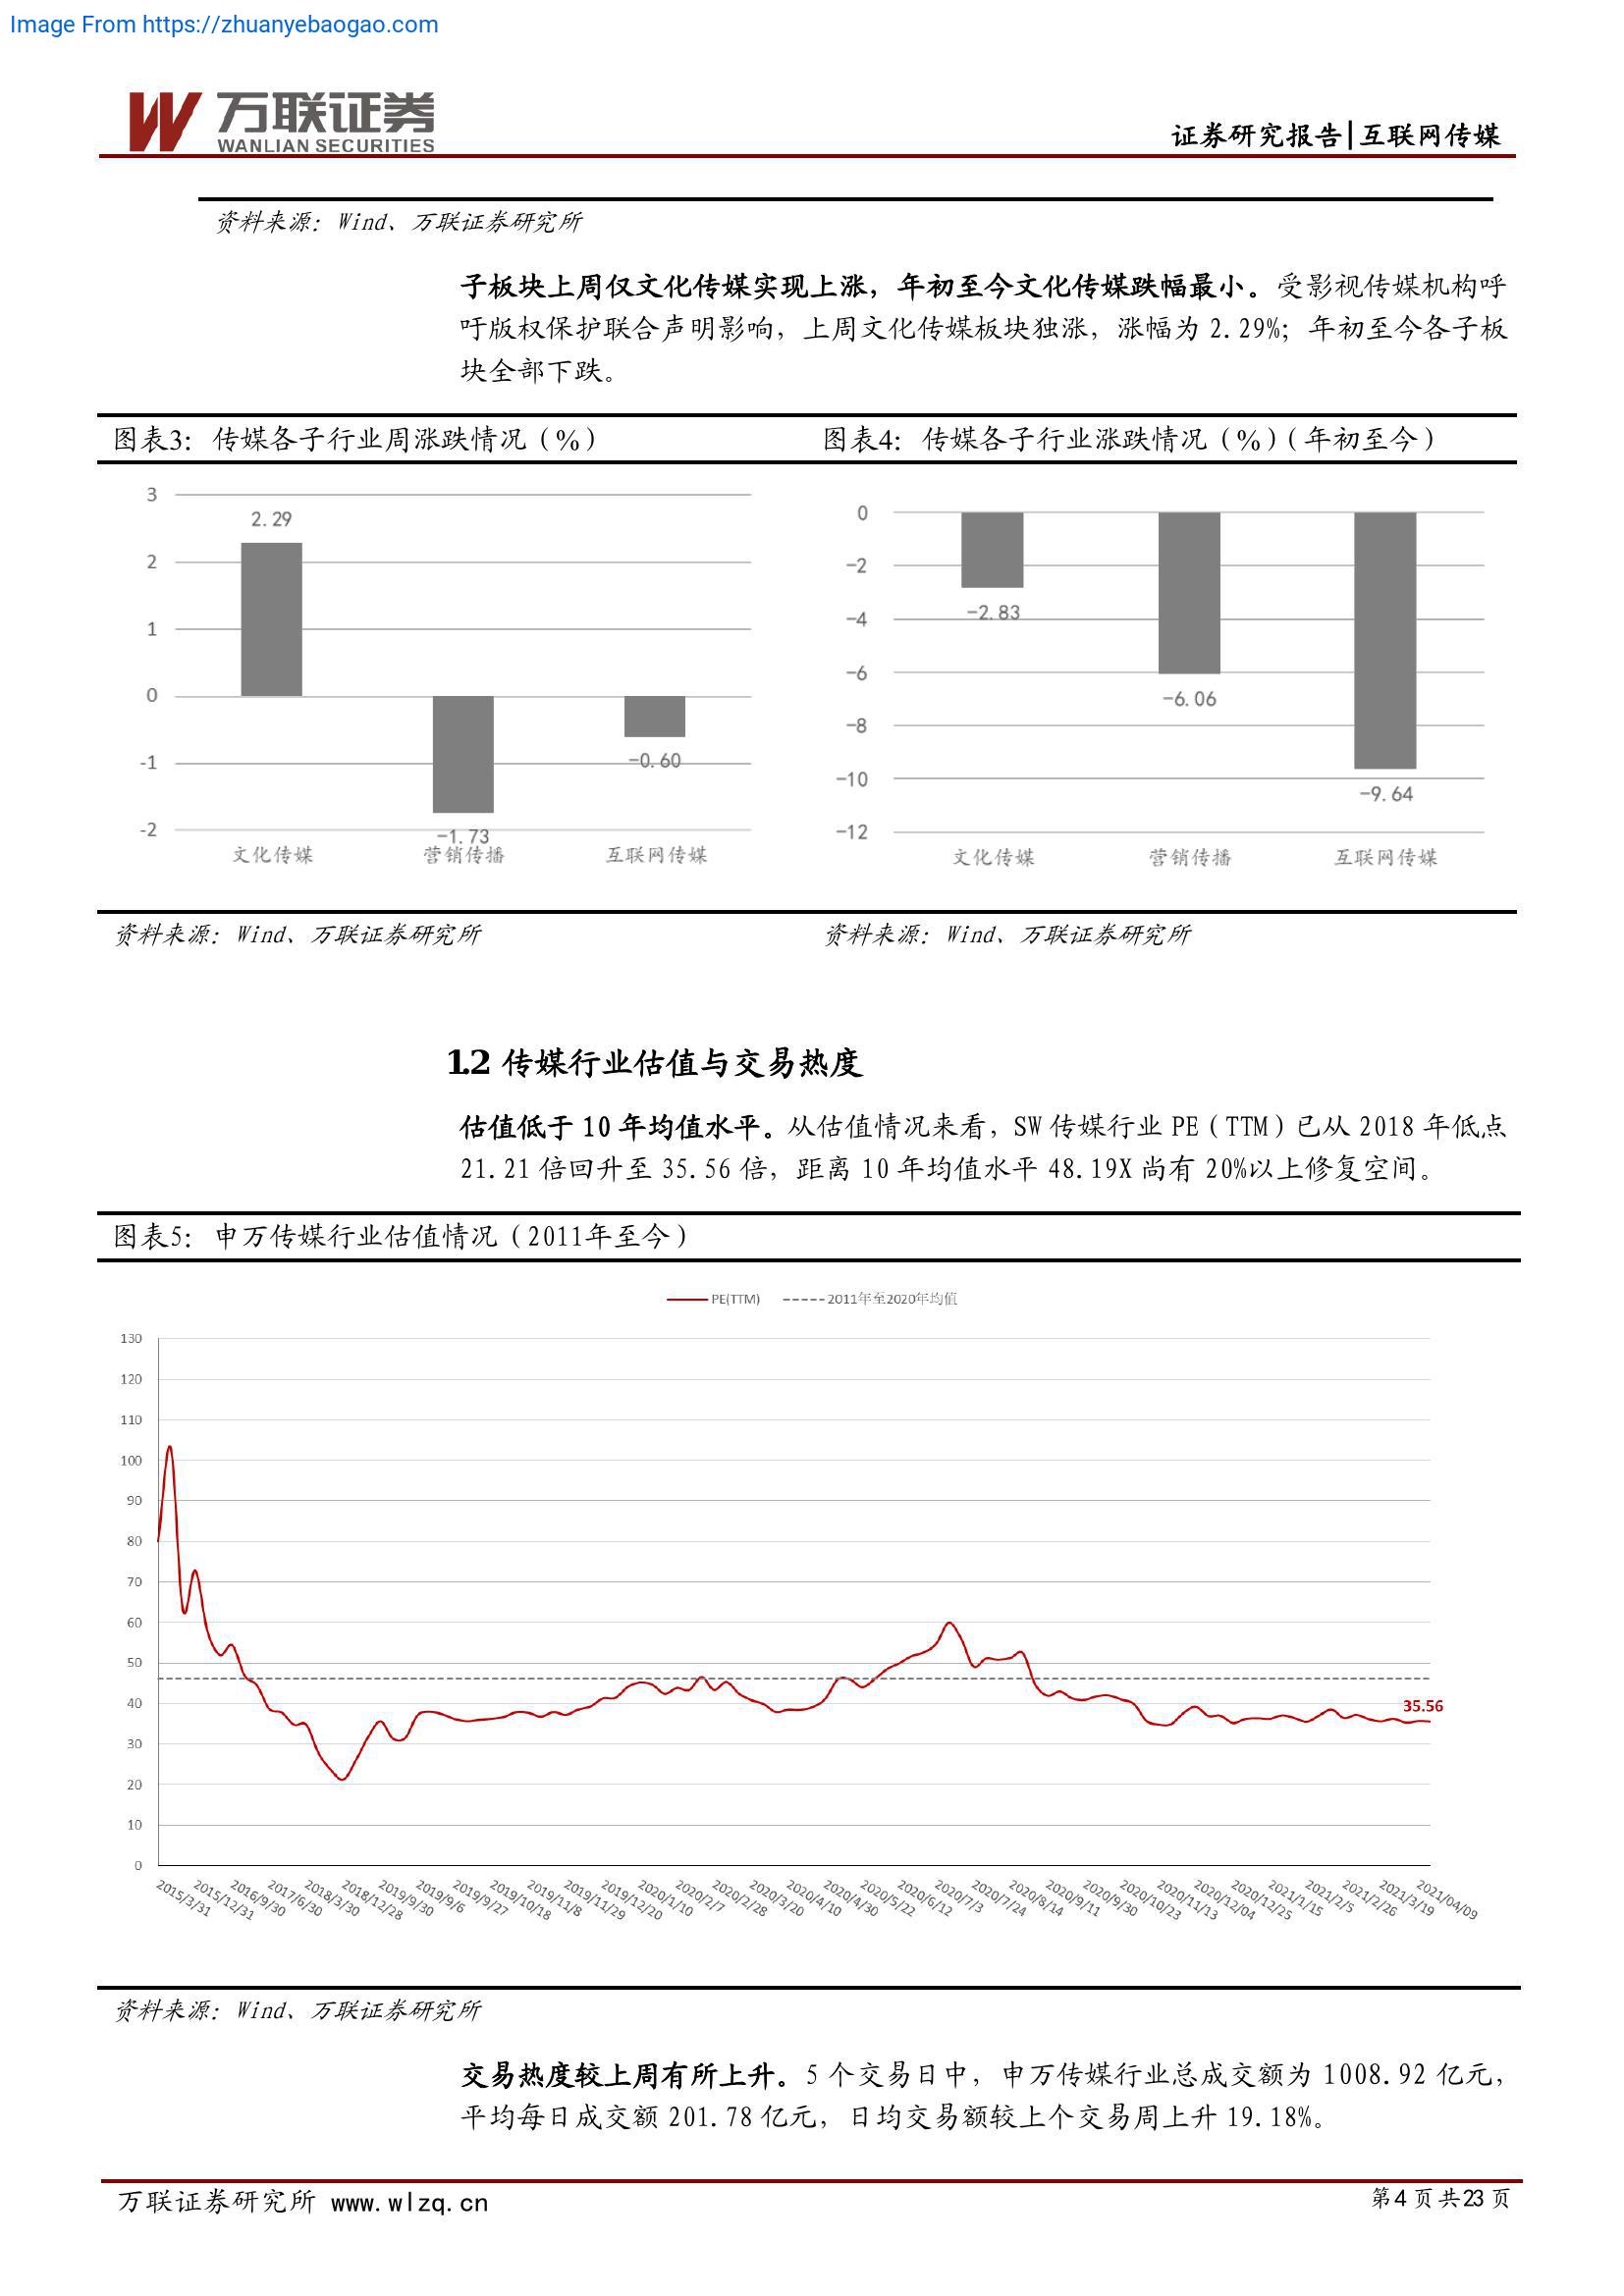 Image From https://zhuanyebaogao.com
万联证券
WANLIAN SECURITIES
证券研究报告|互联网传媒
资料来源：Wind、万联证券研究所
子板块上周仅文化传媒实现上涨，年初至今文化传媒跌幅最小。受影视传媒机构呼
吁版权保护联合声明影响，上周文化传媒板块独涨，涨幅为 2.29%；年初至今各子板
块全部下跌。
图表3：传媒各子行业周涨跌情况（%）
3
2
1
0
-1
-2
2.29
-1.73
-0.60
文化传媒 营销传播 互联网传媒
资料来源：Wind、万联证券研究所
图表4：传媒各子行业涨跌情况（%）（年初至今）
0
-2
-4
-6
-8
-10
-12
-2.83
-6.06
-9.64
文化传媒 营销传播 互联网传媒
资料来源：Wind、万联证券研究所
1.2 传媒行业估值与交易热度
估值低于 10 年均值水平。从估值情况来看，SW 传媒行业 PE（TTM）已从 2018 年低点
21.21 倍回升至 35.56 倍，距离 10 年均值水平 48.19X 尚有 20%以上修复空间。
图表5：申万传媒行业估值情况（2011年至今）
PE(TTM) 2011年至2020年均值
130
120
110
100
90
80
70
60
50
40
30
20
10
0
35.56
2015/3/31 2015/12/31 2016/9/30 2017/6/30 2018/3/30 2018/12/28 2019/9/30 2019/9/6 2019/9/27 2019/10/18 2019/11/8 2019/11/29 2019/12/20 2020/1/10 2020/2/7 2020/2/28 2020/3/20 2020/4/10 2020/4/30 2020/5/22 2020/6/12 2020/7/3 2020/7/24 2020/8/14 2020/9/11 2020/9/30 2020/10/23 2020/11/13 2020/12/04 2020/12/25 2021/1/15 2021/2/5 2021/2/26 2021/3/19 2021/04/09
资料来源：Wind、万联证券研究所
交易热度较上周有所上升。5 个交易日中，申万传媒行业总成交额为 1008.92 亿元，
平均每日成交额 201.78 亿元，日均交易额较上个交易周上升 19.18%。
万联证券研究所 www.wlzq.cn
第4页共23页